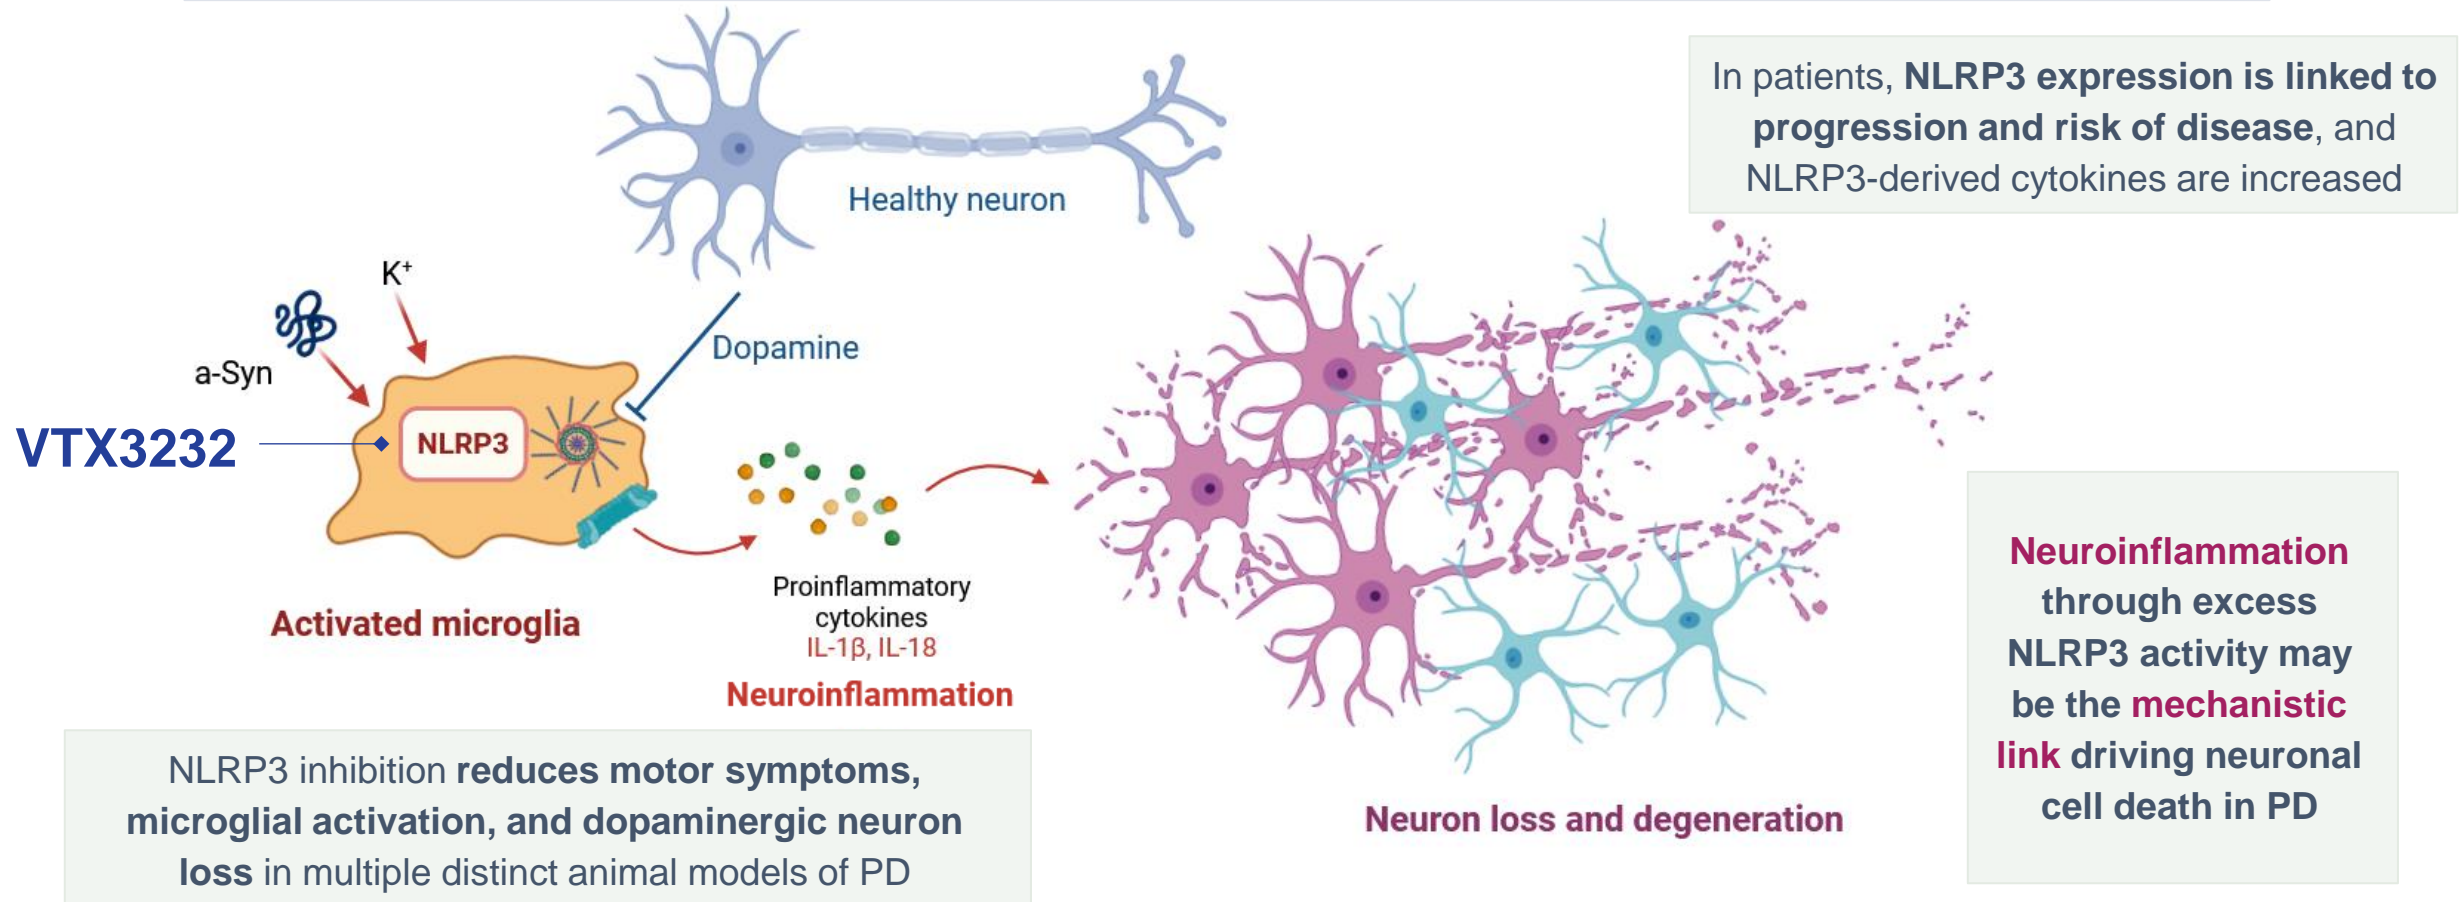 In patients, NLRP3 expression is linked to
progression and risk of disease, and
NLRP3-derived cytokines are increased
Healthy neuron
K⁺
a-Syn
Dopamine
VTX3232
NLRP3
Activated microglia
Proinflammatory
cytokines
IL-1β, IL-18
Neuroinflammation
Neuroinflammation
through excess
NLRP3 activity may
be the mechanistic
link driving neuronal
cell death in PD
Neuron loss and degeneration
NLRP3 inhibition reduces motor symptoms,
microglial activation, and dopaminergic neuron
loss in multiple distinct animal models of PD